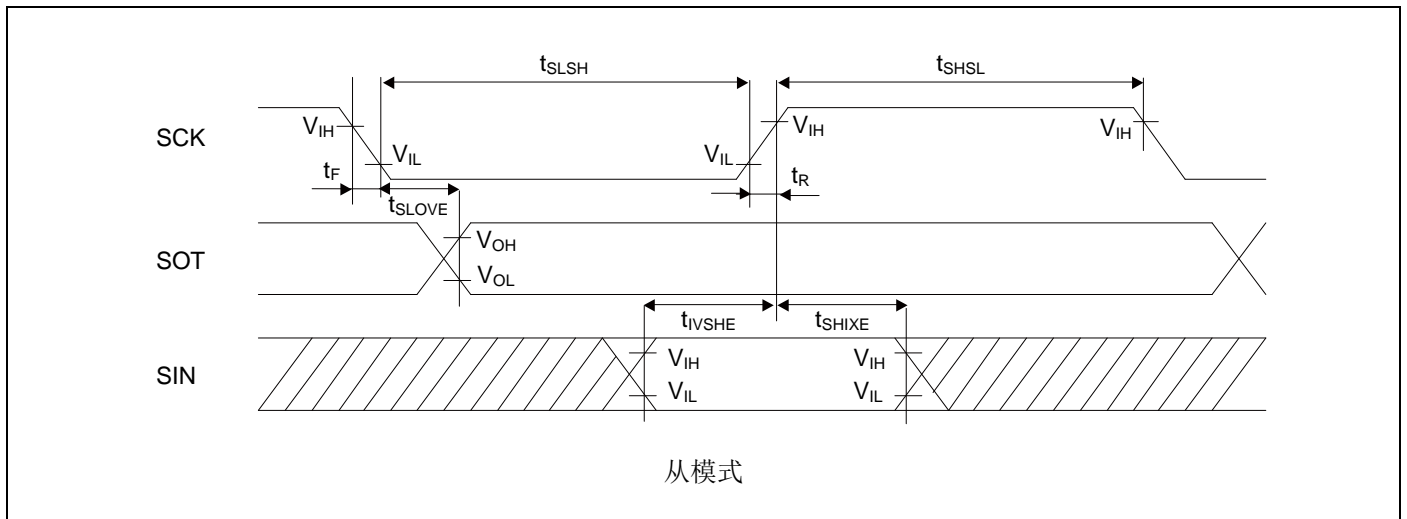 tSLSH
tSHSL
SCK
VIH
VIL
VIL
VIH
VIH
tF
tR
tSLOVE
SOT
VOH
VOL
tIVSHE
tSHIXE
SIN
VIH
VIL
VIH
VIL
从模式